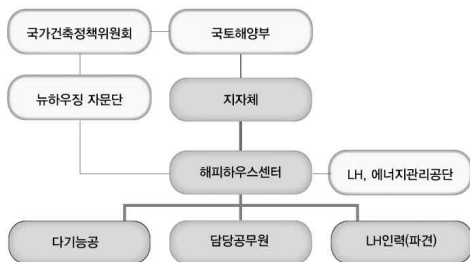 국가건축정책위원회
국토해양부
뉴하우징 자문단
지자체
해피하우스센터
LH, 에너지관리공단
다기능공
담당공무원
LH인력(파견)